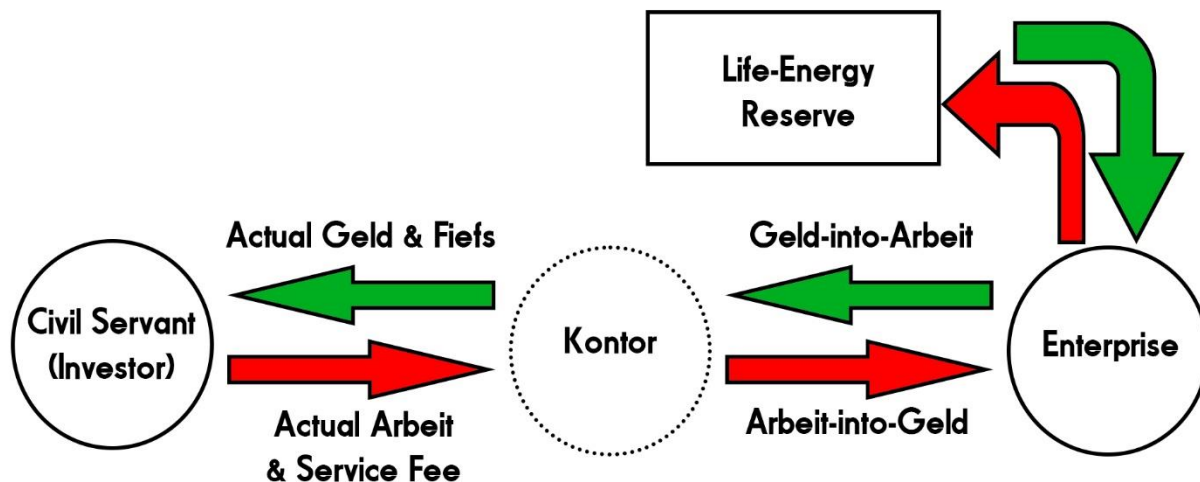 Life-Energy
Reserve
Actual Geld & Fiefs
Geld-into-Arbeit
Civil Servant
(Investor)
Kontor
Enterprise
Actual Arbeit
& Service Fee
Arbeit-into-Geld